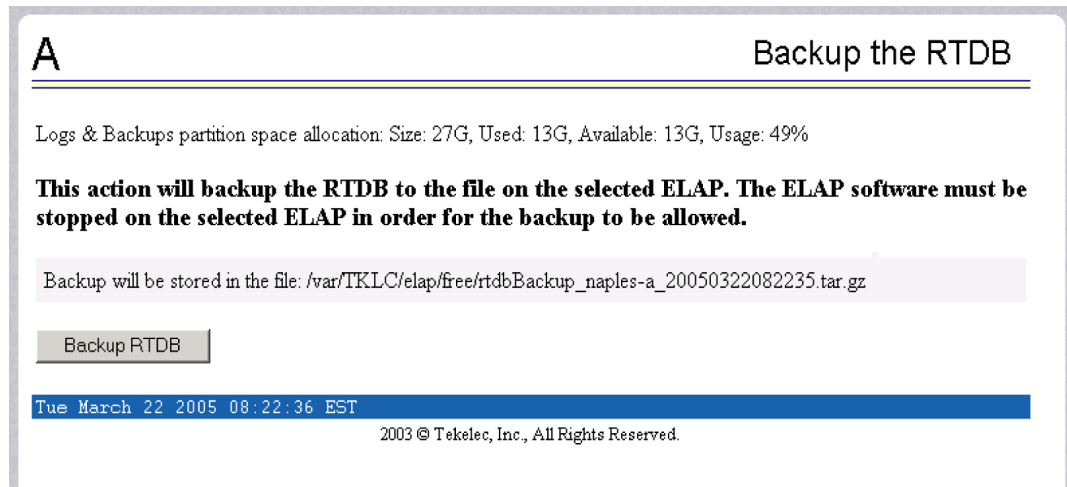 A
Backup the RTDB
Logs & Backups partition space allocation: Size: 27G, Used: 13G, Available: 13G, Usage: 49%
This action will backup the RTDB to the file on the selected ELAP. The ELAP software must be
stopped on the selected ELAP in order for the backup to be allowed.
Backup will be stored in the file: /var/TKLC/elap/free/rtdbBackup_naples-a_20050322082235.tar.gz
Backup RTDB
Tue March 22 2005 08:22:36 EST
2003 © Tekelec, Inc., All Rights Reserved.